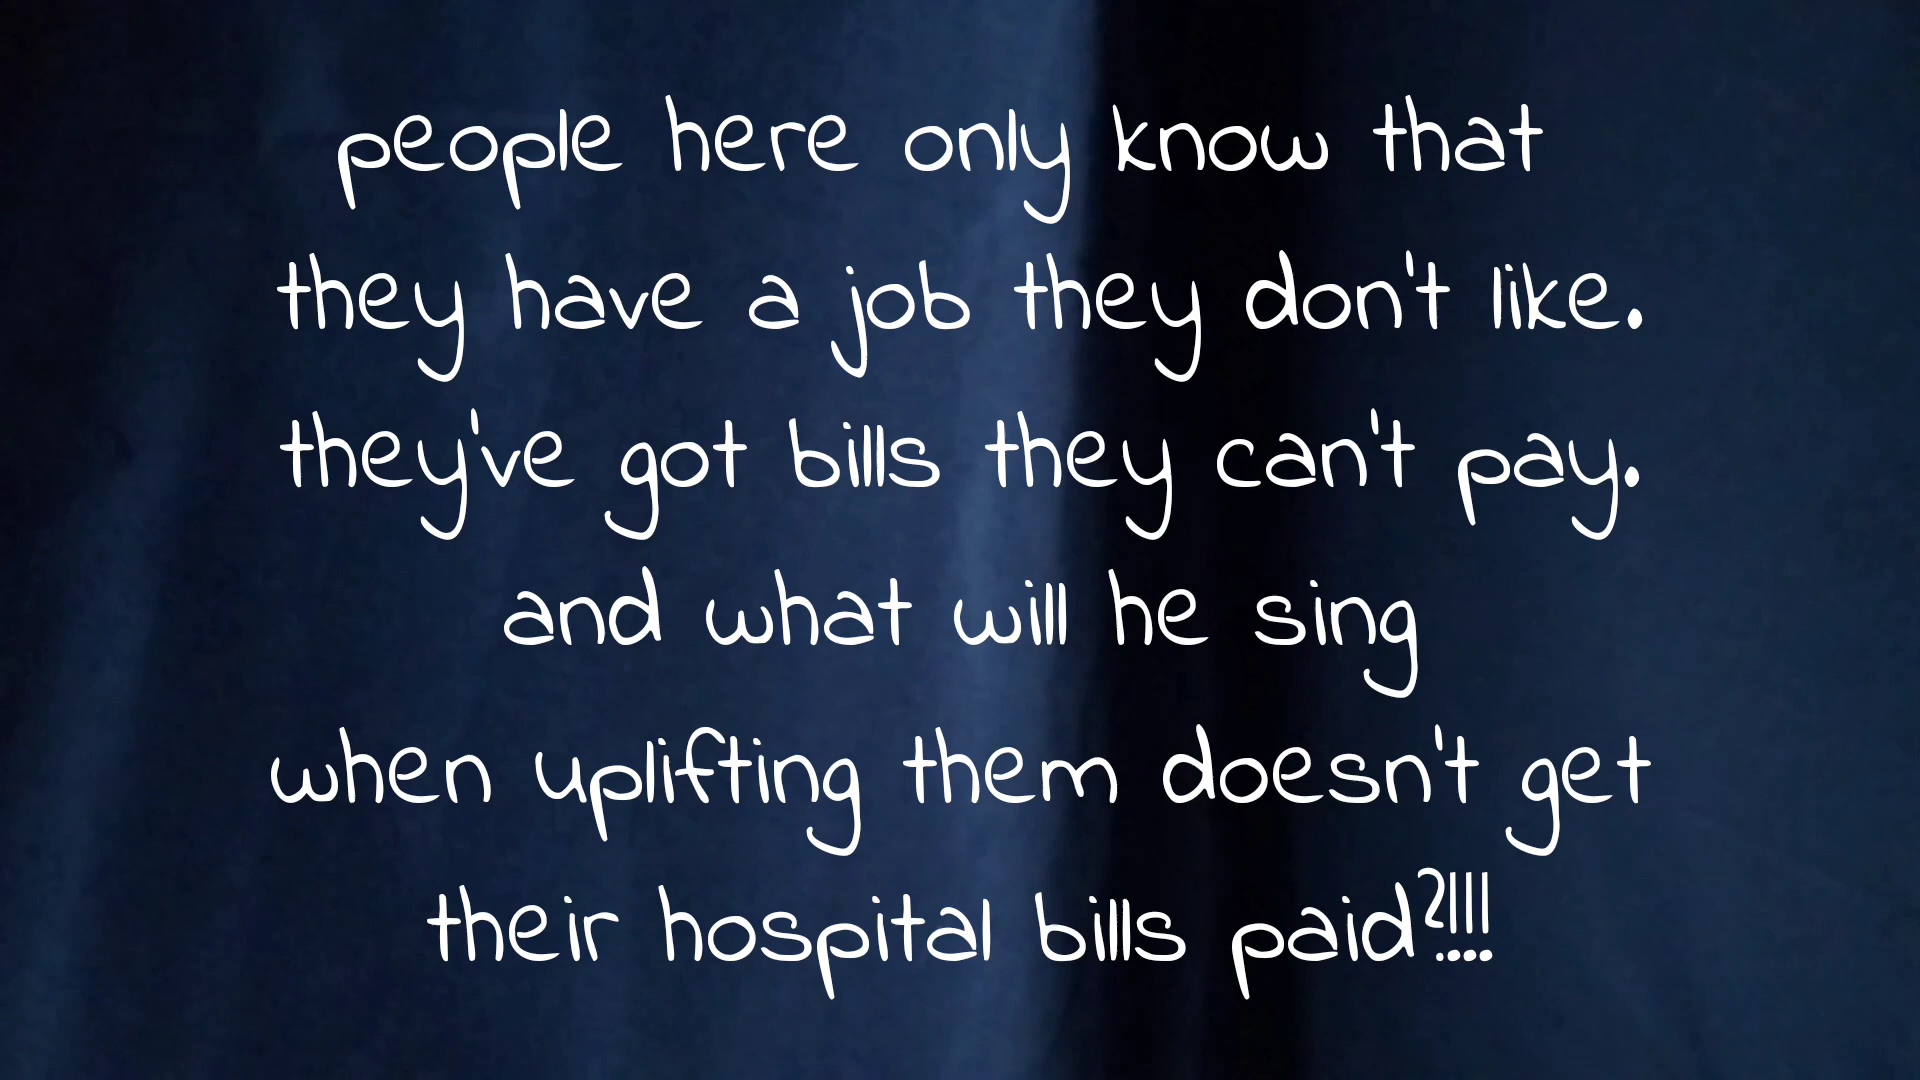 people here only know that
they have a job they don't like.
they've got bills they can't pay.
and what will he sing
when uplifting them doesn't get
their hospital bills paid?!!!